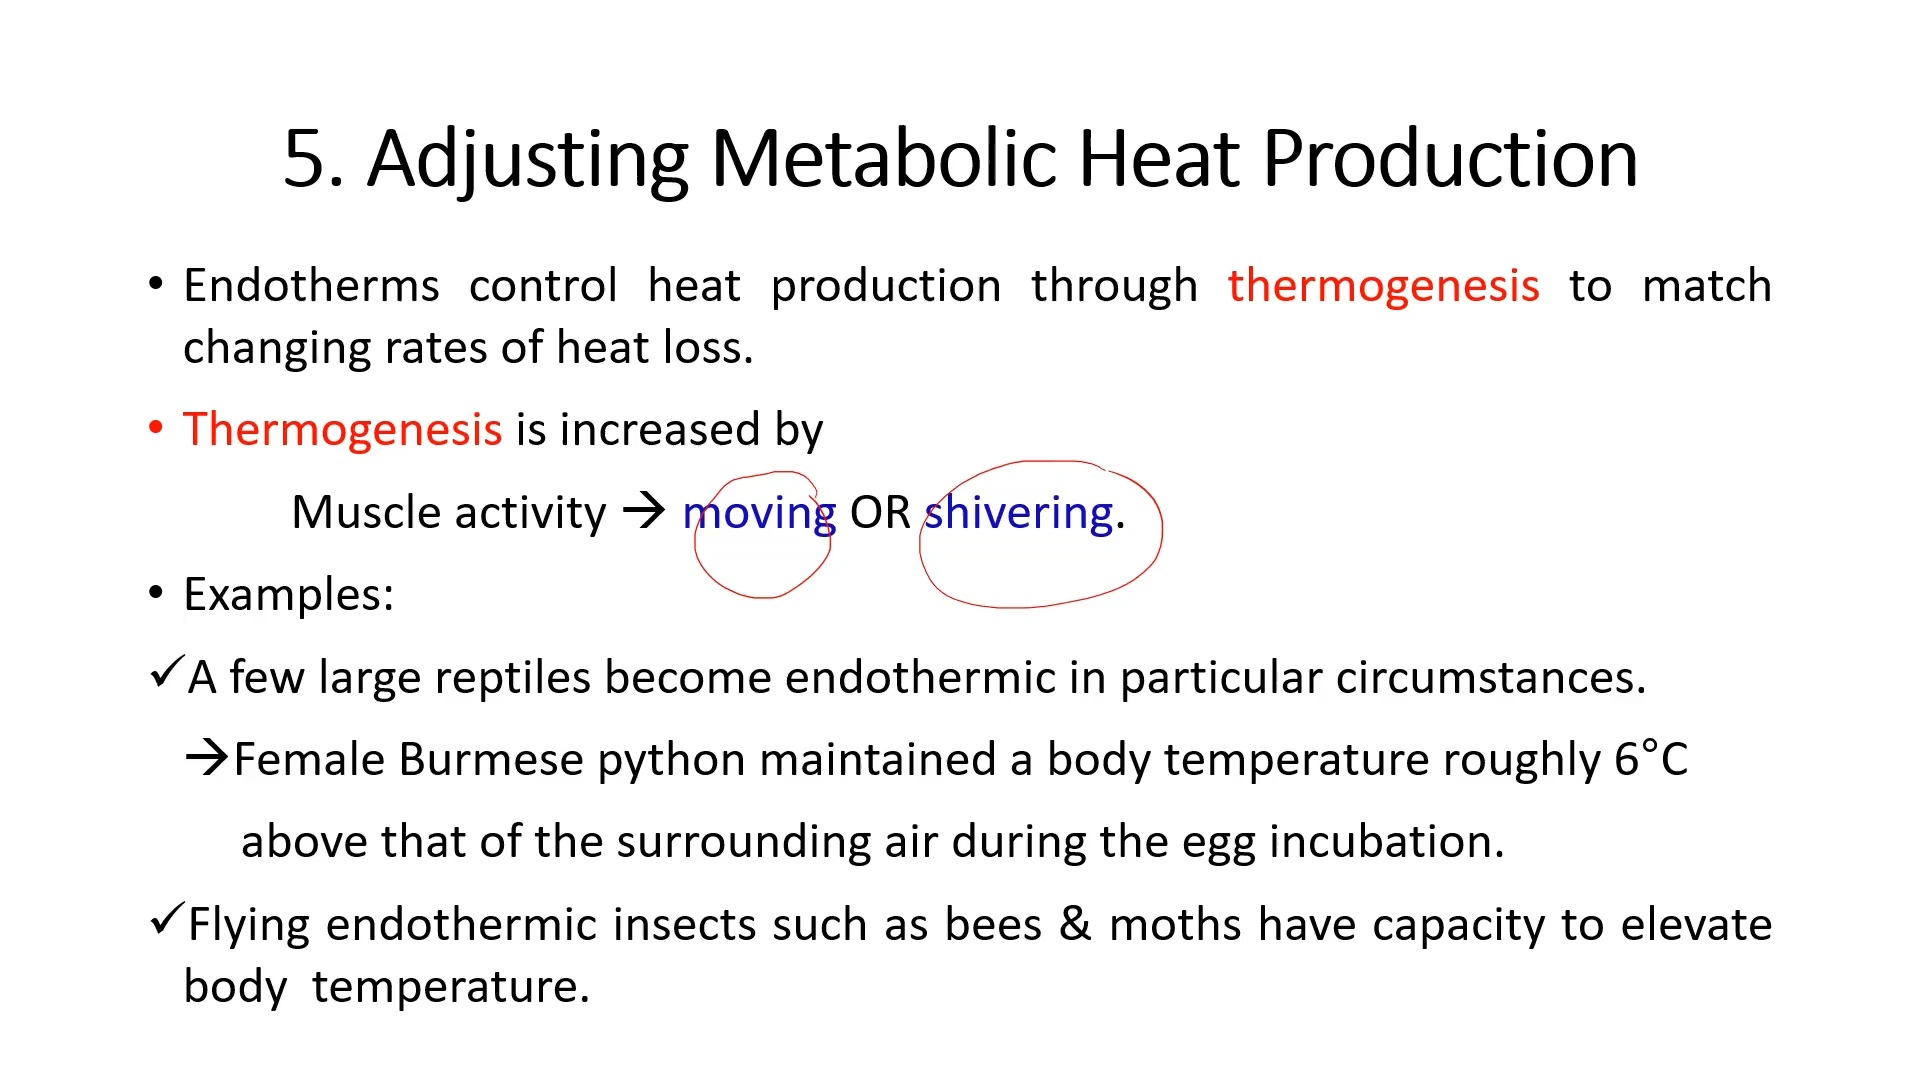 5. Adjusting Metabolic Heat Production
• Endotherms control heat production through thermogenesis to match
changing rates of heat loss.
• Thermogenesis is increased by
Muscle activity → moving OR shivering.
• Examples:
✓A few large reptiles become endothermic in particular circumstances.
→Female Burmese python maintained a body temperature roughly 6°C
above that of the surrounding air during the egg incubation.
✓Flying endothermic insects such as bees & moths have capacity to elevate
body temperature.